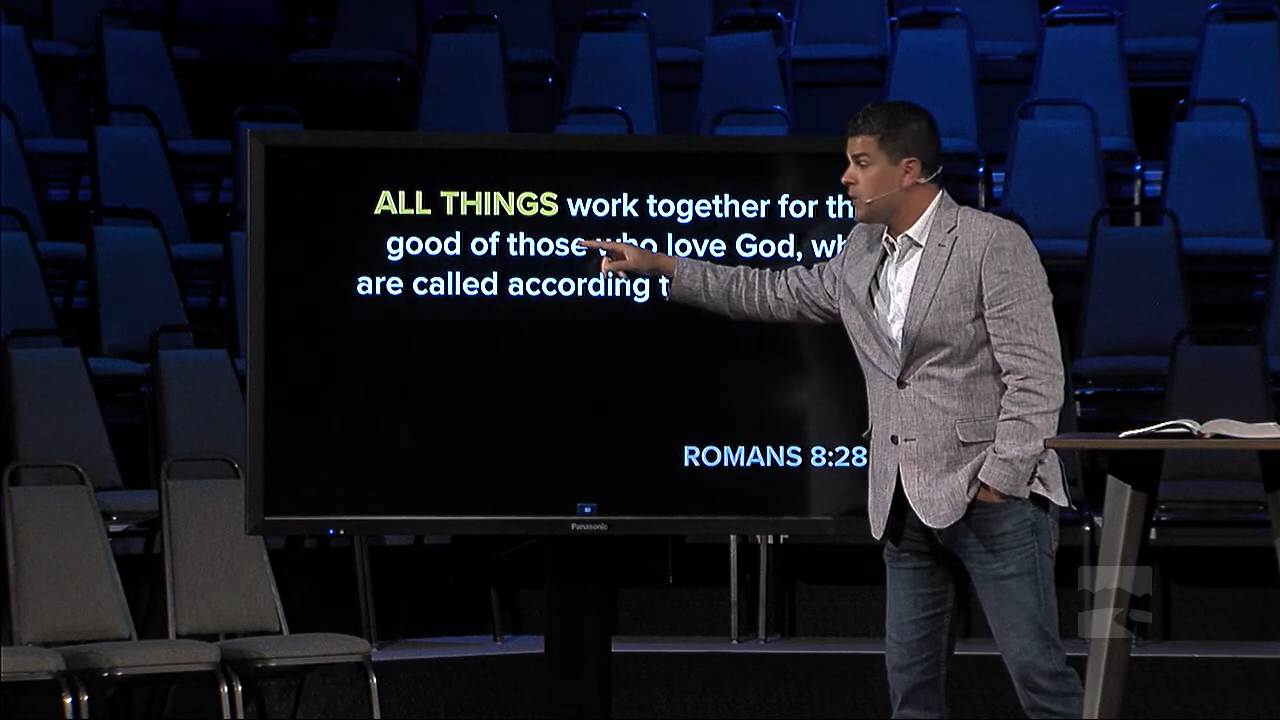 ALL THINGS work together for th
good of those who love God, wh
are called according t
ROMANS 8:28
Panasonic